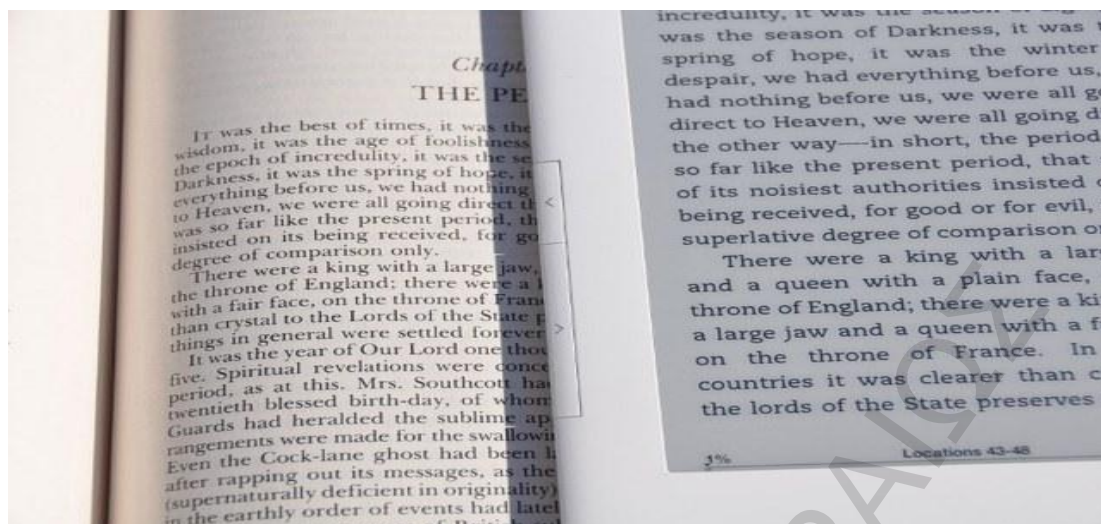 Chapt
THE PE
IT was the best of times, it was the
wisdom, it was the age of foolishness
the epoch of incredulity, it was the se
Darkness, it was the spring of hope, it
everything before us, we had nothing
to Heaven, we were all going direct th
was so far like the present period, th
insisted on its being received, for go
degree of comparison only.
There were a king with a large jaw,
the throne of England; there were a
with a fair face, on the throne of Fran
than crystal to the Lords of the State p
things in general were settled forever
It was the year of Our Lord one thou
five. Spiritual revelations were conce
period, as at this. Mrs. Southcott had
twentieth blessed birth-day, of whom
Guards had heralded the sublime ap
rangements were made for the swallowi
Even the Cock-lane ghost had been l
after rapping out its messages, as the
(supernaturally deficient in originality)
in the earthly order of events had latel
<
>
incredulity, it was the season of
was the season of Darkness, it was
spring of hope, it was the winter
despair, we had everything before us,
had nothing before us, we were all g
direct to Heaven, we were all going d
the other way—in short, the period
so far like the present period, that
of its noisiest authorities insisted
being received, for good or for evil,
superlative degree of comparison o
There were a king with a lar
and a queen with a plain face,
throne of England; there were a ki
a large jaw and a queen with a f
on the throne of France. In
countries it was clearer than c
the lords of the State preserves
1%
Locations 43-48
ΡΑΙΩΣ